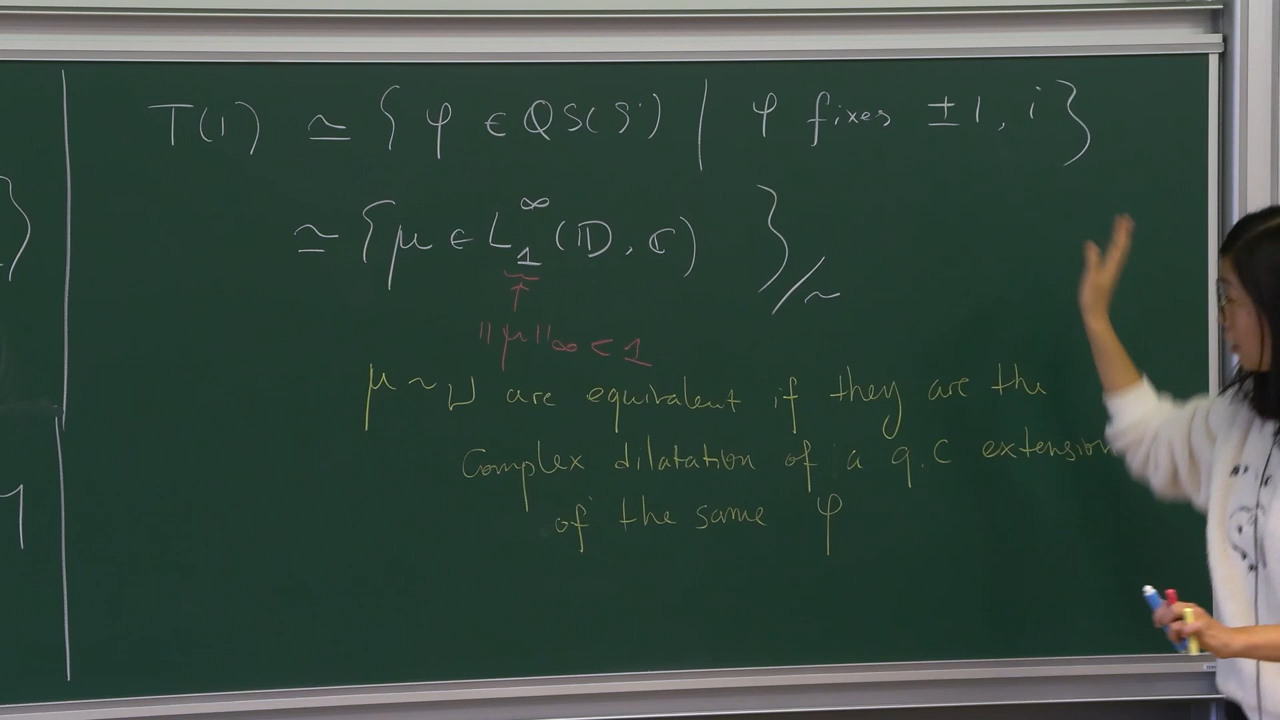 T(1) ≃ { φ ∈ QS(S¹) | φ fixes ±1, i }
≃ { μ ∈ L^∞_1 (𝔻, ℂ) } / ~
↑
‖μ‖∞ < 1
μ ~ ν are equivalent if they are the
Complex dilatation of a q.c extension
of the same φ